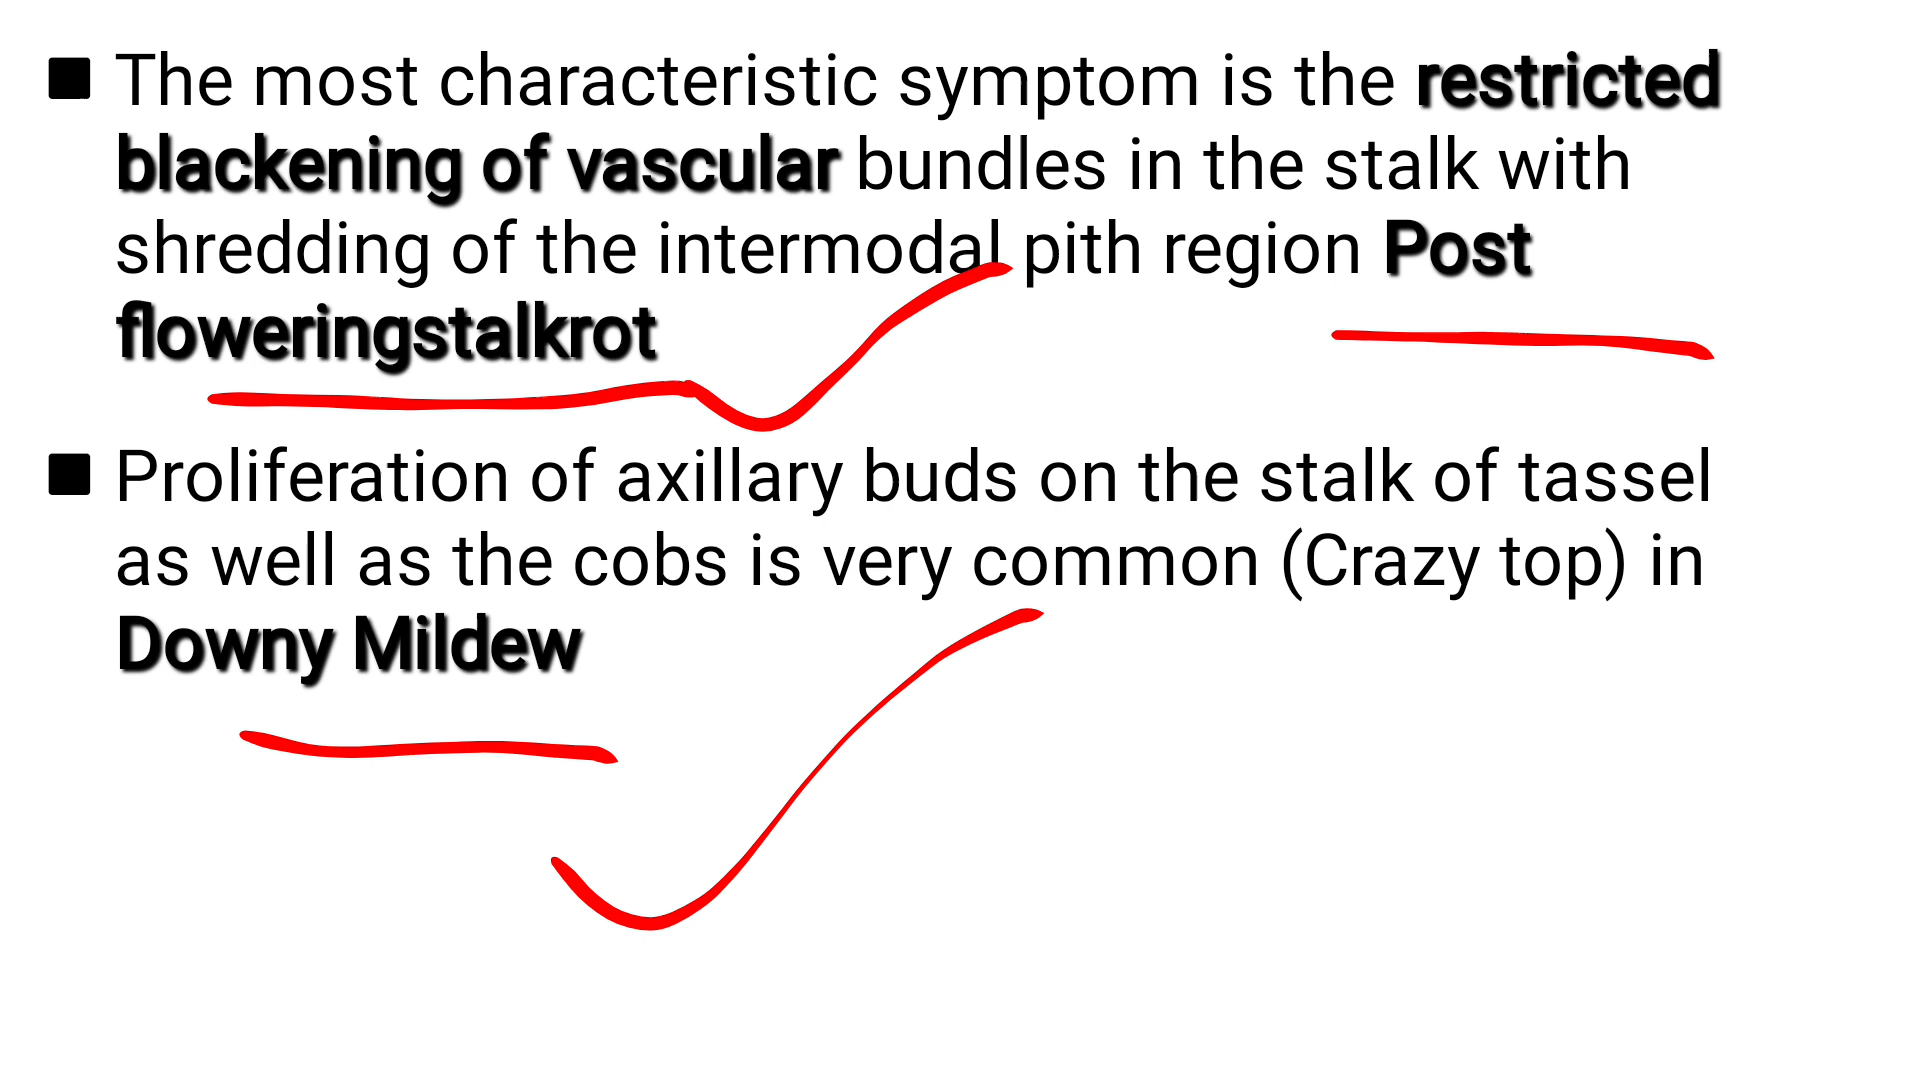 ■ The most characteristic symptom is the restricted
blackening of vascular bundles in the stalk with
shredding of the intermodal pith region Post
floweringstalkrot
■ Proliferation of axillary buds on the stalk of tassel
as well as the cobs is very common (Crazy top) in
Downy Mildew